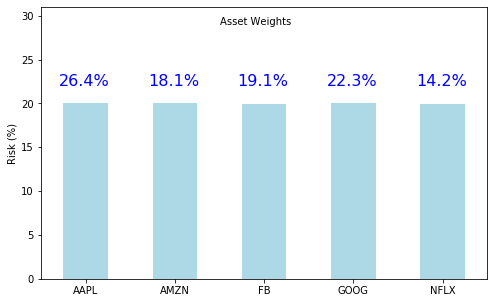 Asset Weights
30
25
20
15
10
5
0
Risk (%)
26.4% 18.1% 19.1% 22.3% 14.2%
AAPL AMZN FB GOOG NFLX